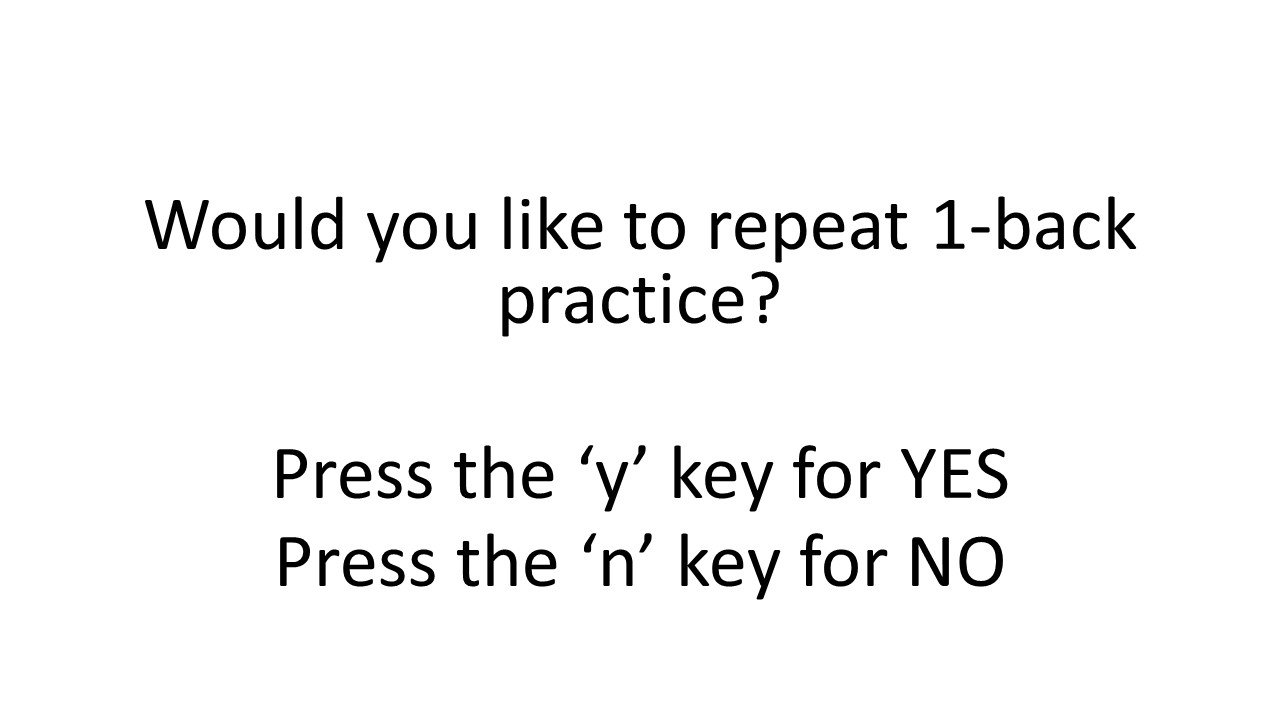 Would you like to repeat 1-back
practice?
Press the ‘y’ key for YES
Press the ‘n’ key for NO